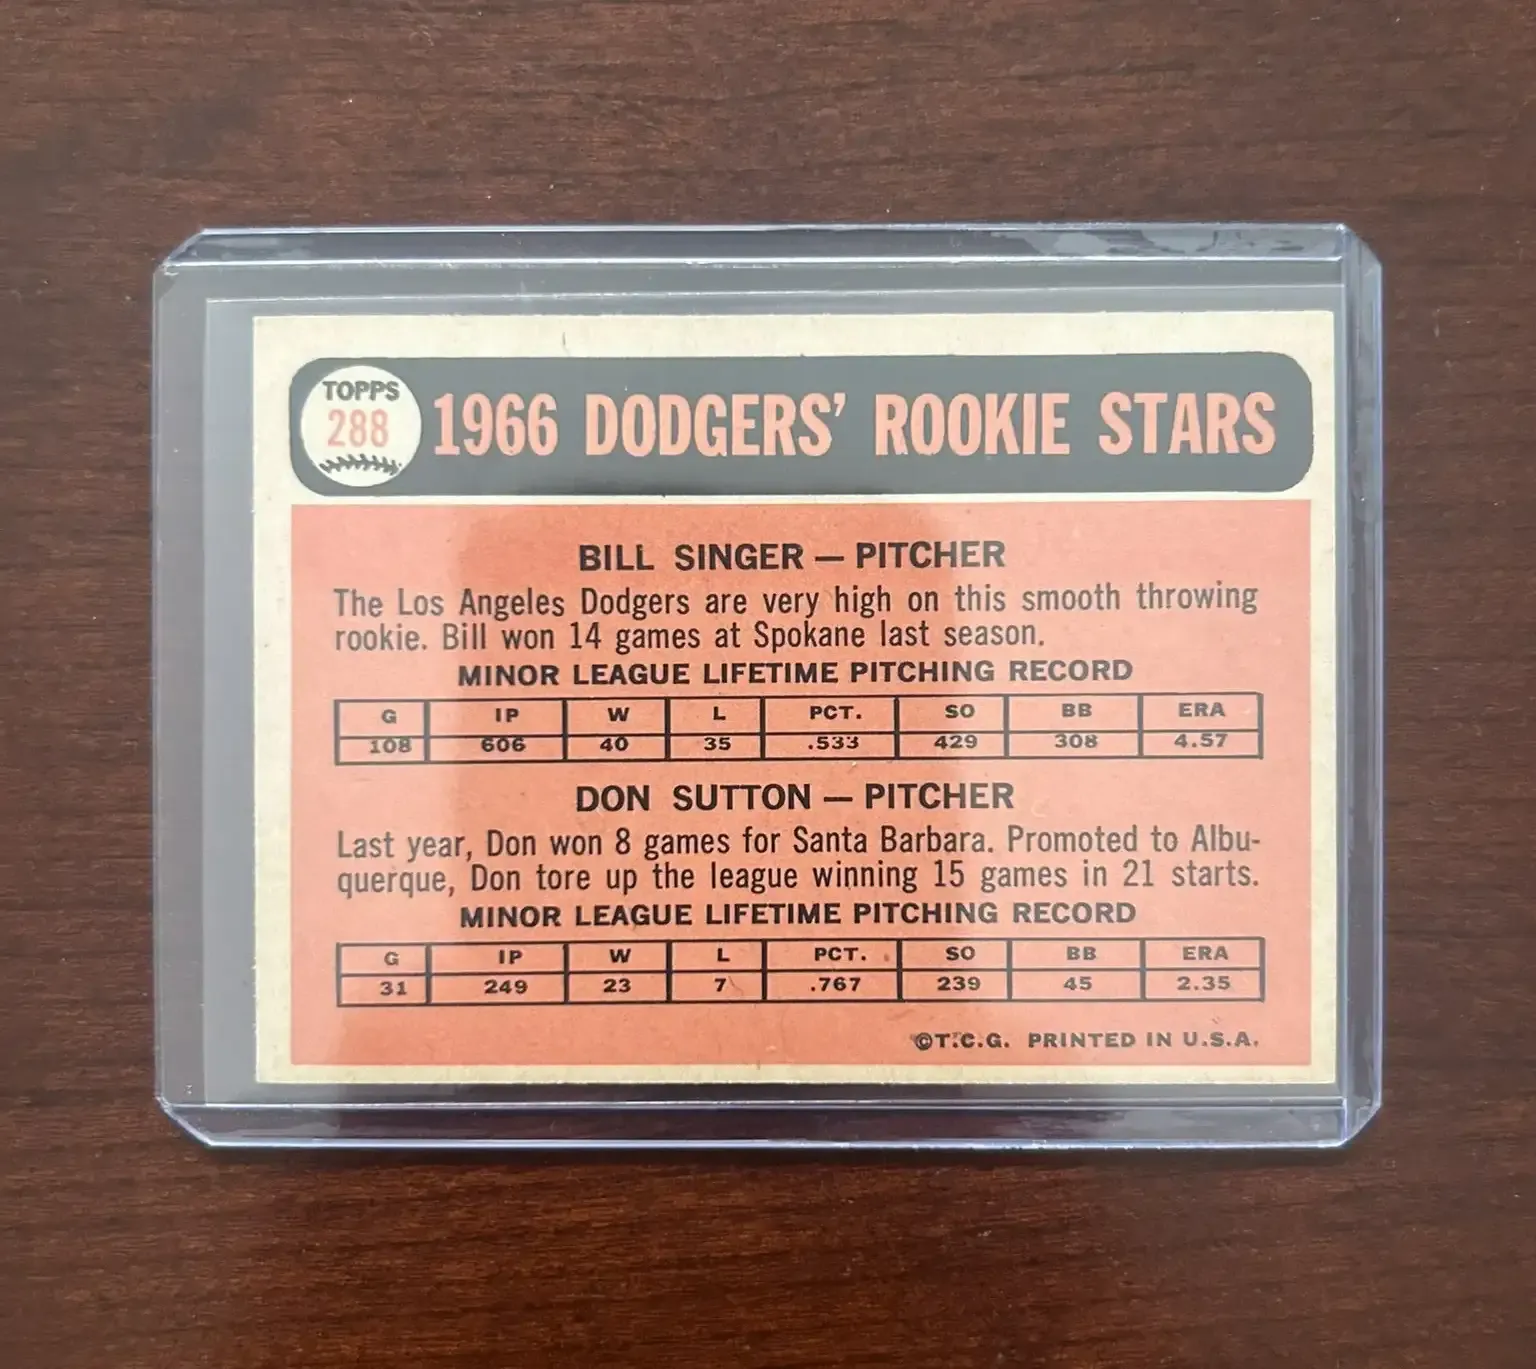 TOPPS
288
1966 DODGERS' ROOKIE STARS
BILL SINGER — PITCHER
The Los Angeles Dodgers are very high on this smooth throwing
rookie. Bill won 14 games at Spokane last season.
MINOR LEAGUE LIFETIME PITCHING RECORD
G IP W L PCT. SO BB ERA
108 606 40 35 .533 429 308 4.57
DON SUTTON — PITCHER
Last year, Don won 8 games for Santa Barbara. Promoted to Albu-
querque, Don tore up the league winning 15 games in 21 starts.
MINOR LEAGUE LIFETIME PITCHING RECORD
G IP W L PCT. SO BB ERA
31 249 23 7 .767 239 45 2.35
©T.C.G. PRINTED IN U.S.A.